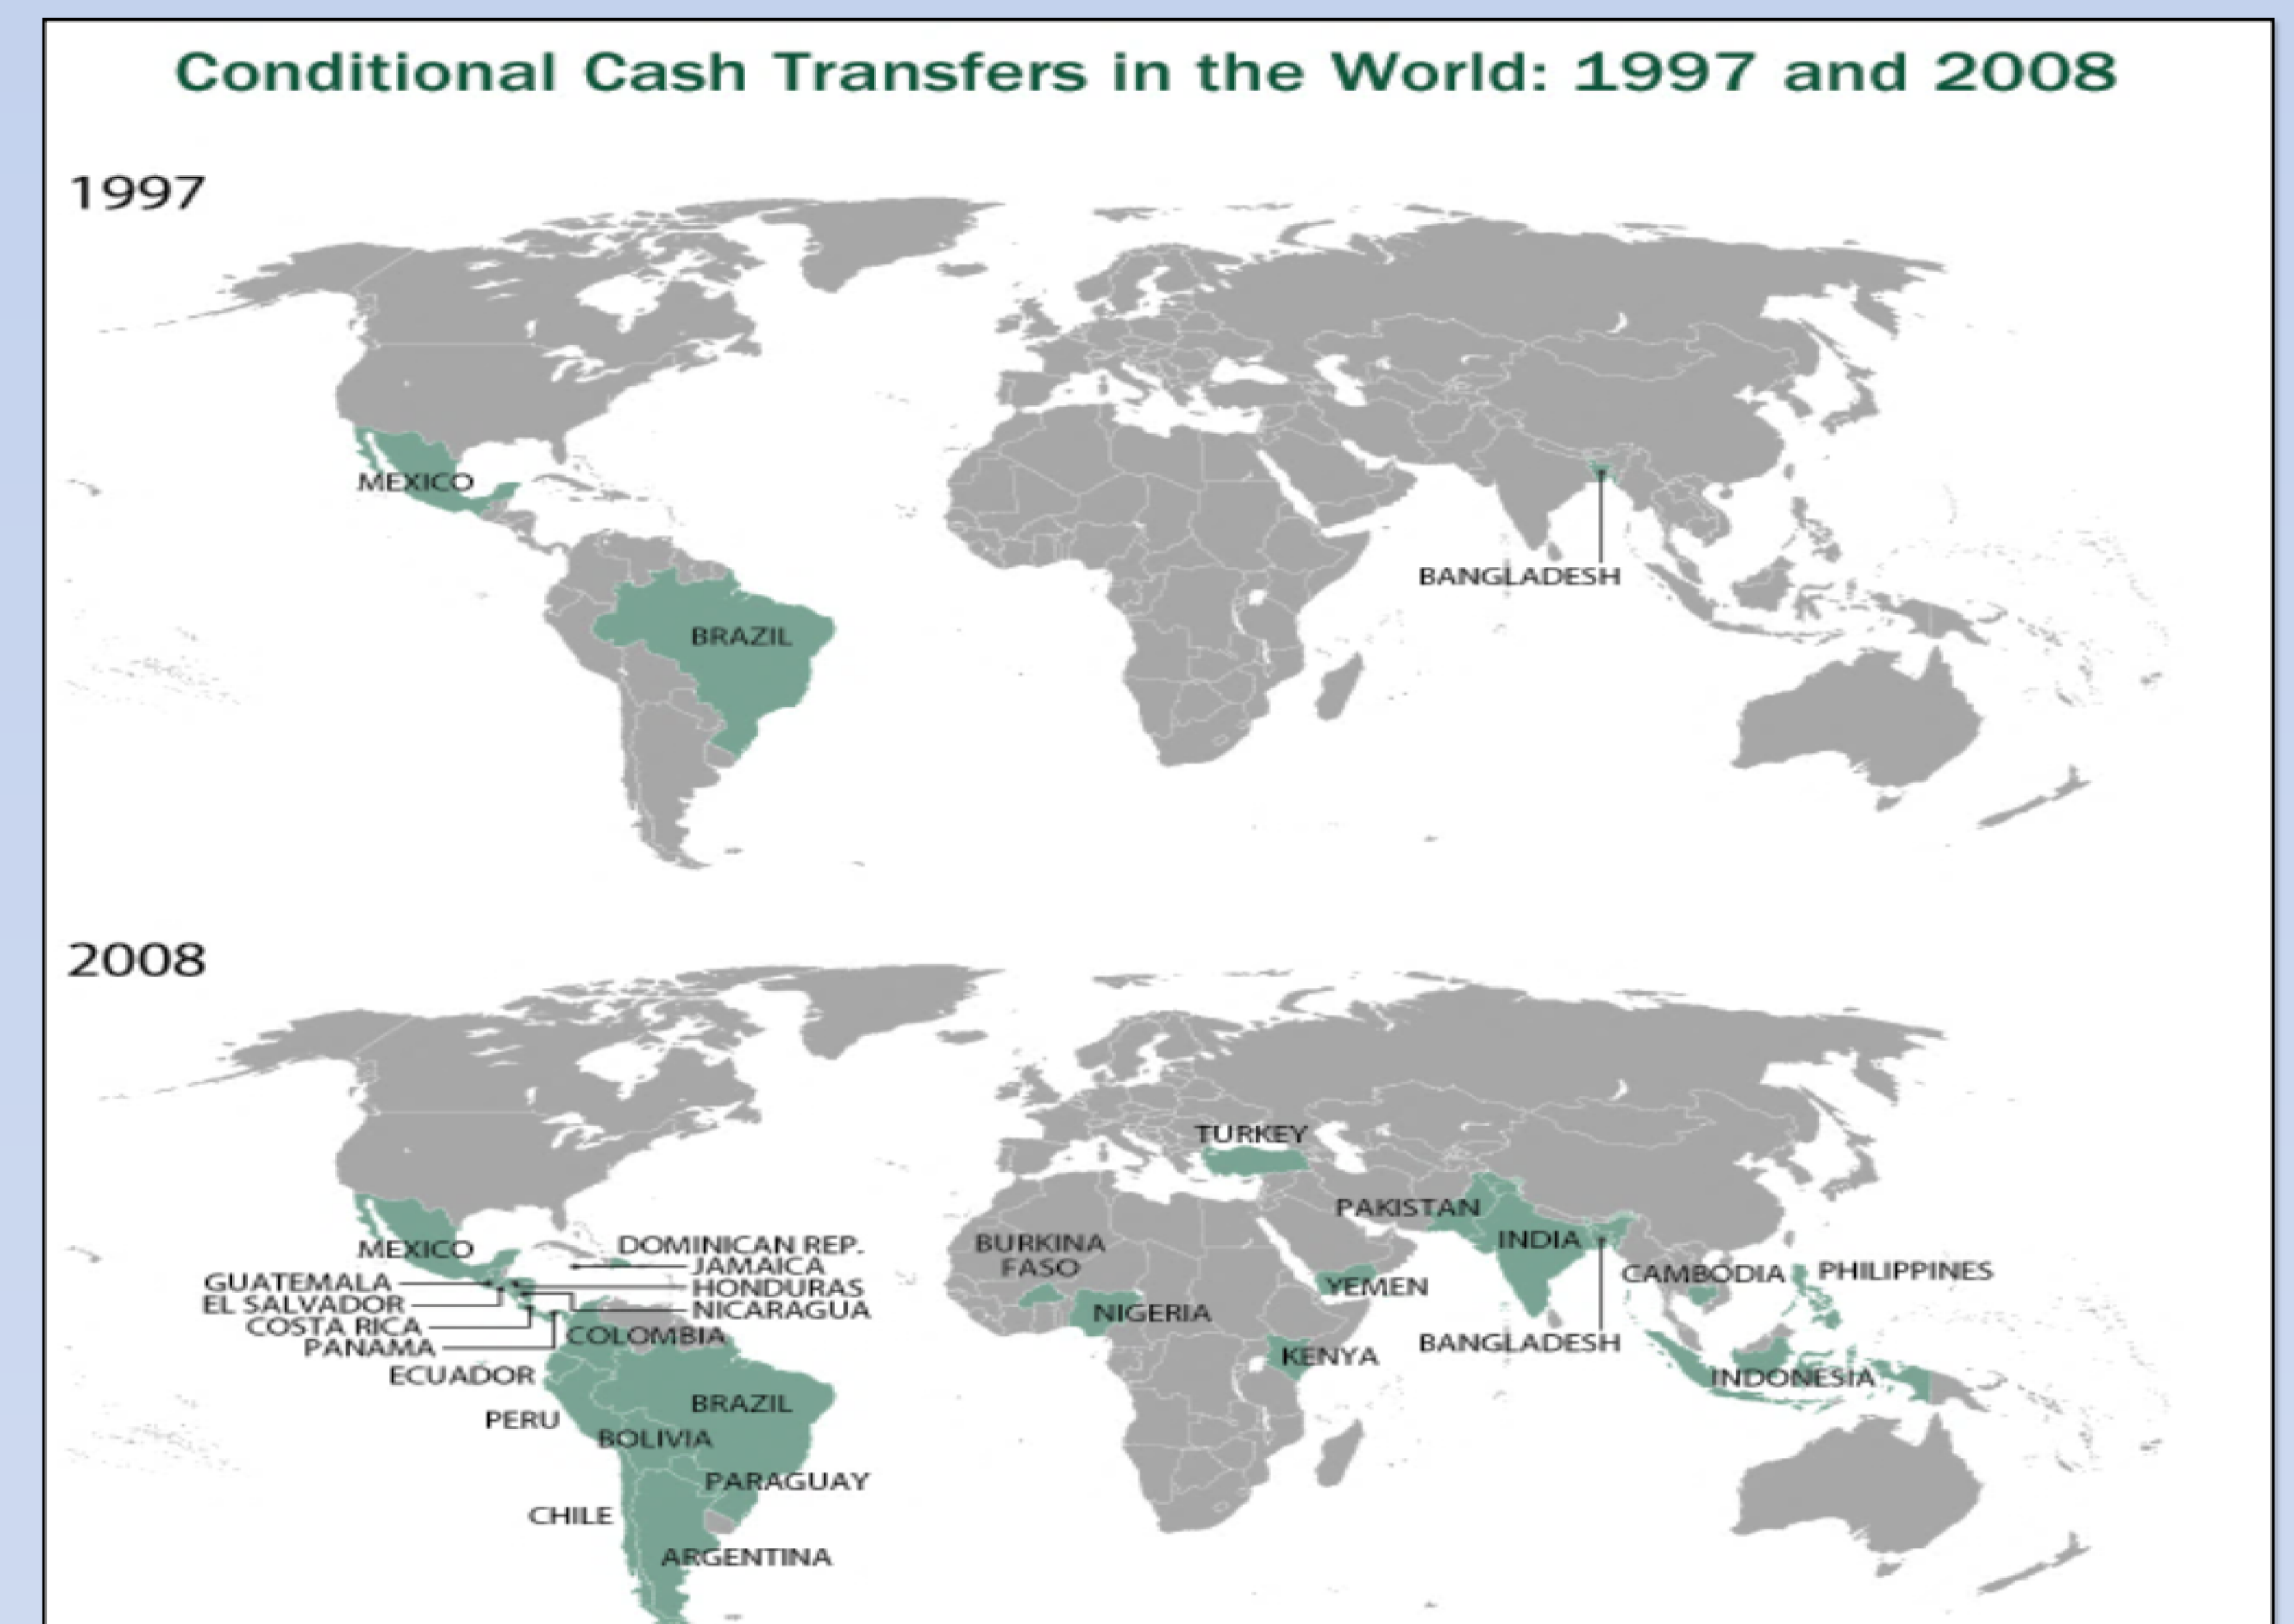 Conditional Cash Transfers in the World: 1997 and 2008
1997
MEXICO
BRAZIL
BANGLADESH
2008
TURKEY
PAKISTAN
INDIA
BURKINA
FASO
DOMINICAN REP.
JAMAICA
HONDURAS
NICARAGUA
MEXICO
GUATEMALA
EL SALVADOR
COSTA RICA
PANAMA
COLOMBIA
ECUADOR
PERU
BRAZIL
BOLIVIA
PARAGUAY
CHILE
ARGENTINA
NIGERIA
YEMEN
KENYA
BANGLADESH
CAMBODIA
PHILIPPINES
INDONESIA